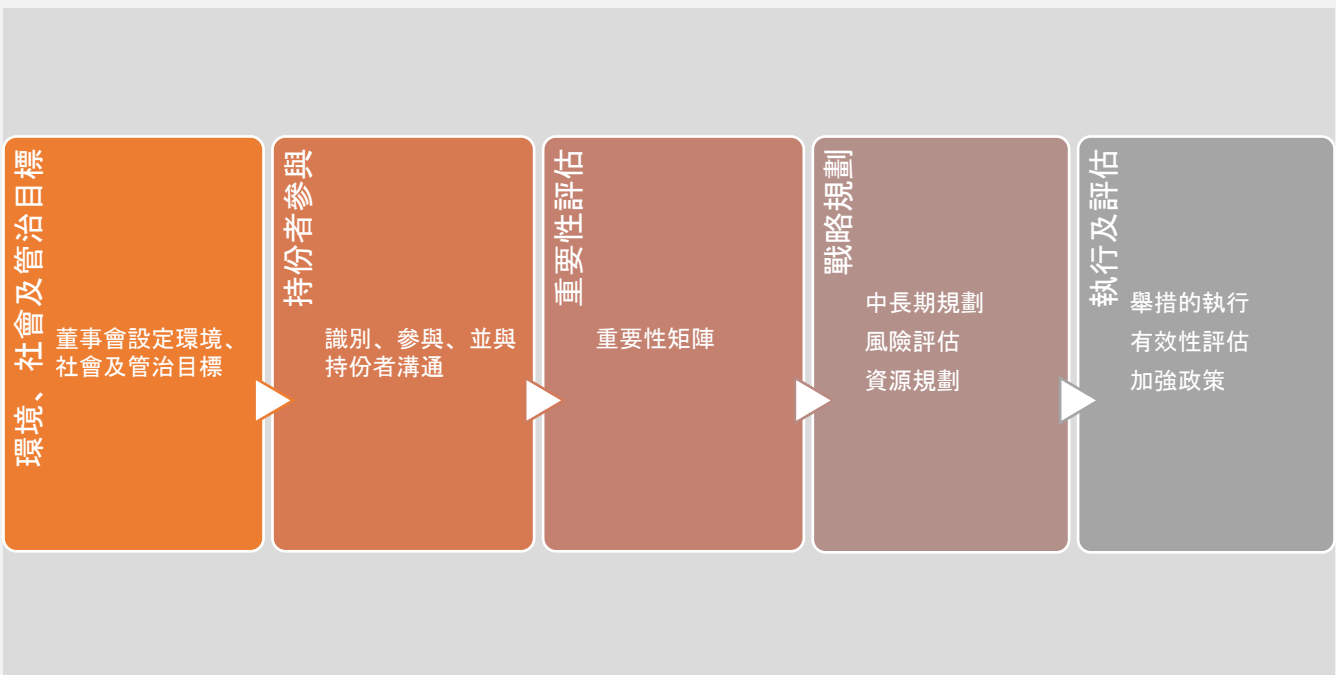 環境、社會及管治目標
董事會設定環境、
社會及管治目標
持份者參與
識別、參與、並與
持份者溝通
重要性評估
重要性矩陣
戰略規劃
中長期規劃
風險評估
資源規劃
執行及評估
舉措的執行
有效性評估
加強政策